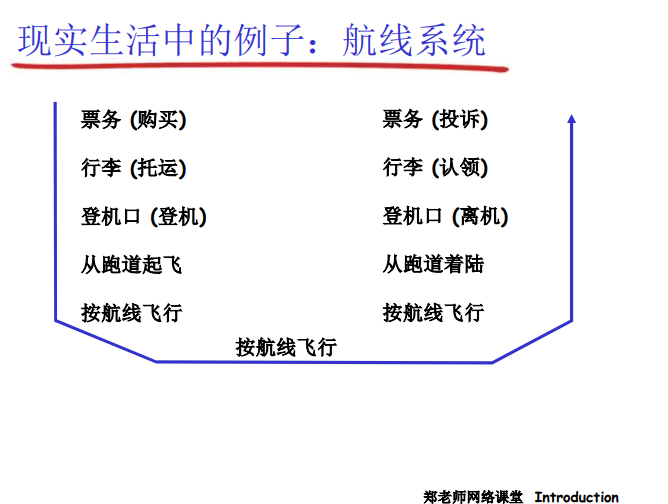 现实生活中的例子：航线系统
票务 (购买)
票务 (投诉)
行李 (托运)
行李 (认领)
登机口 (登机)
登机口 (离机)
从跑道起飞
从跑道着陆
按航线飞行
按航线飞行
按航线飞行
郑老师网络课堂 Introduction